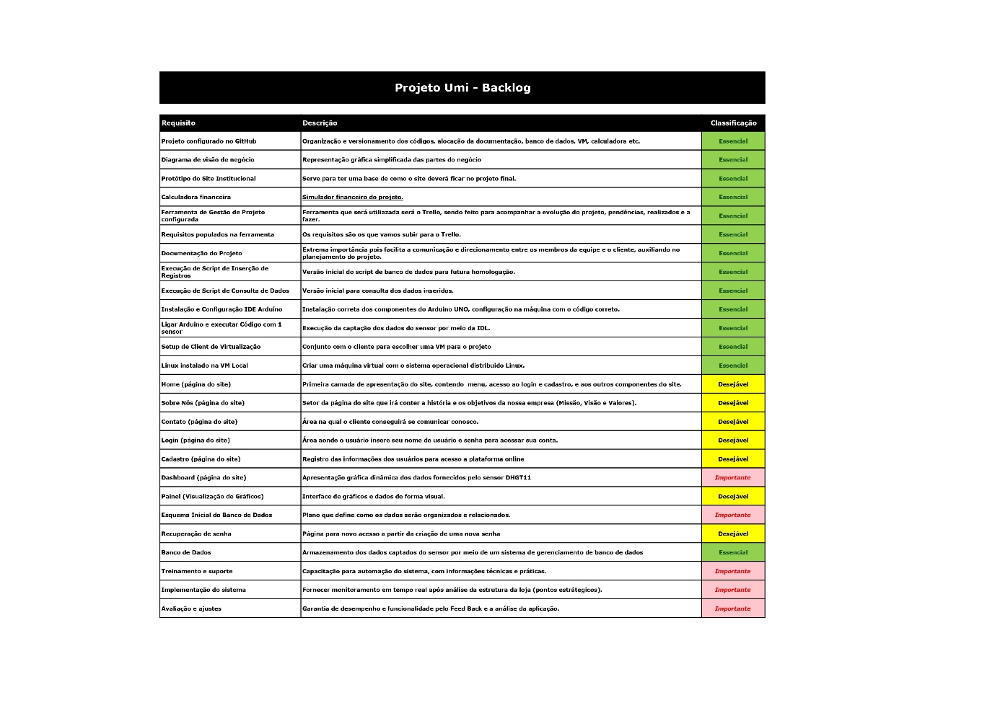 Projeto Umi - Backlog
Requisito Descrição Classificação
Projeto configurado no GitHub Organização e versionamento dos códigos, alocação da documentação, banco de dados, VM, calculadora etc. Essencial
Diagrama de visão de negócio Representação gráfica simplificada das partes do negócio Essencial
Protótipo do Site Institucional Serve para ter uma base de como o site deverá ficar no projeto final. Essencial
Calculadora financeira Simulador financeiro do projeto. Essencial
Ferramenta de Gestão de Projeto
configurada
Ferramenta que será utiliazada será o Trello, sendo feito para acompanhar a evolução do projeto, pendências, realizados e a
fazer.
Essencial
Requisitos populados na ferramenta Os requisitos são os que vamos subir para o Trello. Essencial
Documentação do Projeto
Extrema importância pois facilita a comunicação e direcionamento entre os membros da equipe e o cliente, auxiliando no
planejamento do projeto.
Essencial
Execução de Script de Inserção de
Registros
Versão inicial do script de banco de dados para futura homologação. Essencial
Execução de Script de Consulta de Dados Versão inicial para consulta dos dados inseridos. Essencial
Instalação e Configuração IDE Arduíno Instalação correta dos componentes do Arduino UNO, configuração na máquina com o código correto. Essencial
Ligar Arduino e executar Código com 1
sensor
Execução da captação dos dados do sensor por meio da IDL. Essencial
Setup de Client de Virtualização Conjunto com o cliente para escolher uma VM para o projeto Essencial
Linux instalado na VM Local Criar uma máquina virtual com o sistema operacional distribuido Linux. Essencial
Home (página do site) Primeira camada de apresentação do site, contendo menu, acesso ao login e cadastro, e aos outros componentes do site. Desejável
Sobre Nós (página do site) Setor da página do site que irá conter a história e os objetivos da nossa empresa (Missão, Visão e Valores). Desejável
Contato (página do site) Área na qual o cliente conseguirá se comunicar conosco. Desejável
Login (página do site) Área aonde o usuário insere seu nome de usuário e senha para acessar sua conta. Desejável
Cadastro (página do site) Registro das informações dos usuários para acesso a plataforma online Desejável
Dashboard (página do site) Apresentação gráfica dinâmica dos dados fornecidos pelo sensor DHGT11 Importante
Painel (Visualização de Gráficos) Interface de gráficos e dados de forma visual. Desejável
Esquema Inicial do Banco de Dados Plano que define como os dados serão organizados e relacionados. Importante
Recuperação de senha Página para novo acesso a partir da criação de uma nova senha Desejável
Banco de Dados Armazenamento dos dados captados do sensor por meio de um sistema de gerenciamento de banco de dados Essencial
Treinamento e suporte Capacitação para automação do sistema, com informações técnicas e práticas. Importante
Implementação do sistema Fornecer monitoramento em tempo real após análise da estrutura da loja (pontos estrátegicos). Importante
Avaliação e ajustes Garantia de desempenho e funcionalidade pelo Feed Back e a análise da aplicação. Importante